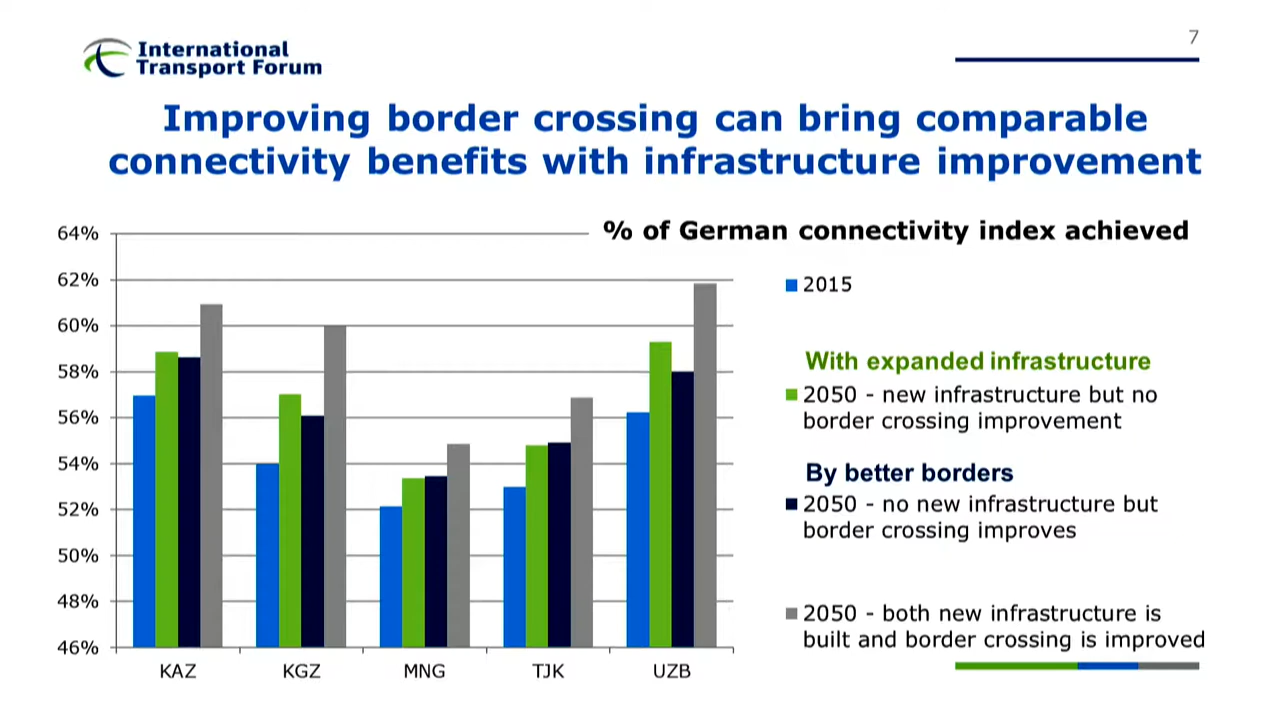 7
International
Transport Forum
Improving border crossing can bring comparable
connectivity benefits with infrastructure improvement
% of German connectivity index achieved
64%
62%
60%
58%
56%
54%
52%
50%
48%
46%
KAZ
KGZ
MNG
TJK
UZB
2015
With expanded infrastructure
2050 - new infrastructure but no
border crossing improvement
By better borders
2050 - no new infrastructure but
border crossing improves
2050 - both new infrastructure is
built and border crossing is improved